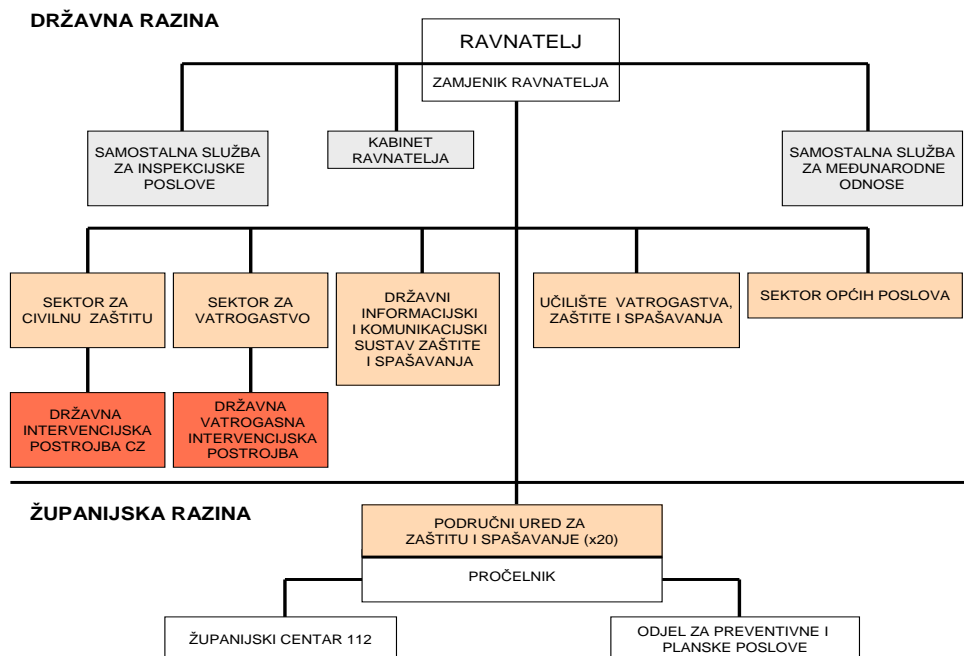 DRŽAVNA RAZINA
RAVNATELJ
ZAMJENIK RAVNATELJA
SAMOSTALNA SLUŽBA
ZA INSPEKCIJSKE
POSLOVE
KABINET
RAVNATELJA
SAMOSTALNA SLUŽBA
ZA MEĐUNARODNE
ODNOSE
SEKTOR ZA
CIVILNU ZAŠTITU
SEKTOR ZA
VATROGASTVO
DRŽAVNI
INFORMACIJSKI
I KOMUNIKACIJSKI
SUSTAV ZAŠTITE
I SPAŠAVANJA
UČILIŠTE VATROGASTVA,
ZAŠTITE I SPAŠAVANJA
SEKTOR OPĆIH POSLOVA
DRŽAVNA
INTERVENCIJSKA
POSTROJBA CZ
DRŽAVNA
VATROGASNA
INTERVENCIJSKA
POSTROJBA
ŽUPANIJSKA RAZINA
PODRUČNI URED ZA
ZAŠTITU I SPAŠAVANJE (x20)
PROČELNIK
ŽUPANIJSKI CENTAR 112
ODJEL ZA PREVENTIVNE I
PLANSKE POSLOVE